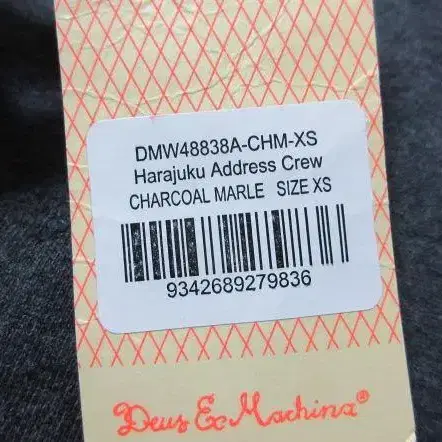 DMW48838A-CHM-XS
Harajuku Address Crew
CHARCOAL MARLE SIZE XS
9342689279836
Deus Ex Machina®